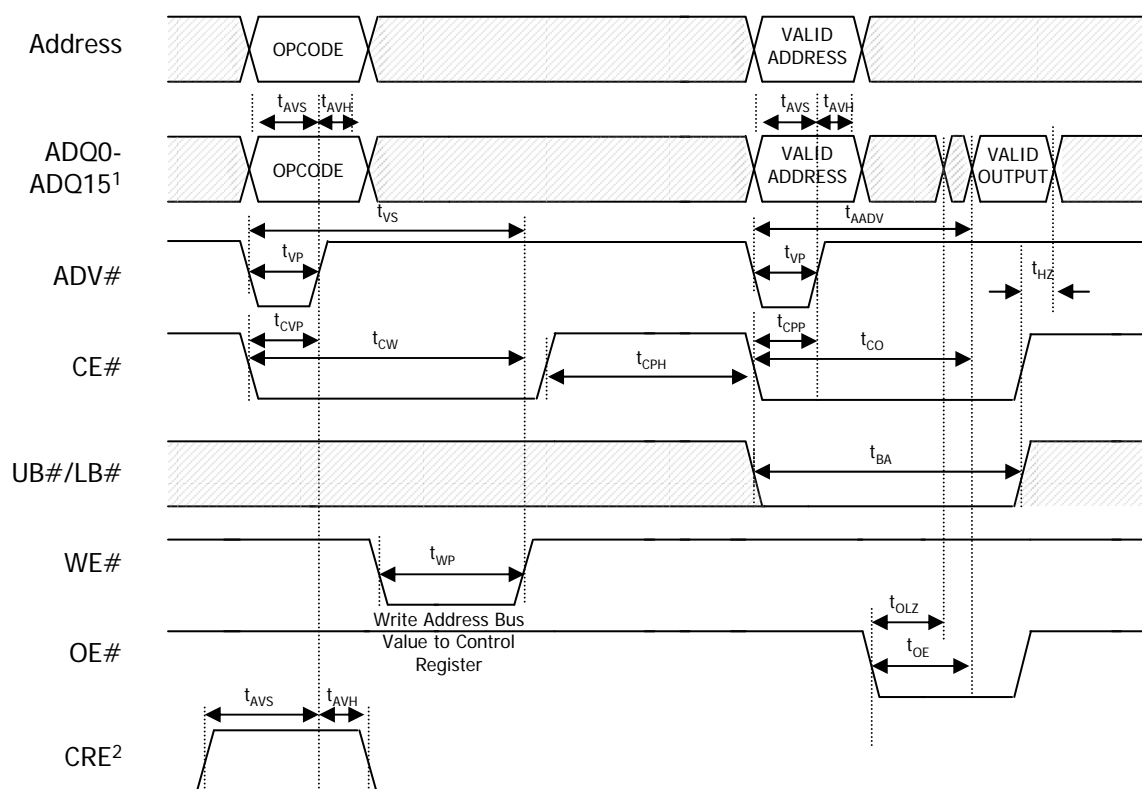 Address
OPCODE
VALID
ADDRESS
tAVS
tAVH
tAVS
tAVH
ADQ0-
ADQ15¹
OPCODE
VALID
ADDRESS
VALID
OUTPUT
tVS
tAADV
ADV#
tVP
tVP
tHZ
CE#
tCVP
tCW
tCPH
tCPP
tCO
UB#/LB#
tBA
WE#
tWP
Write Address Bus
Value to Control
Register
OE#
tOLZ
tOE
tAVS
tAVH
CRE²